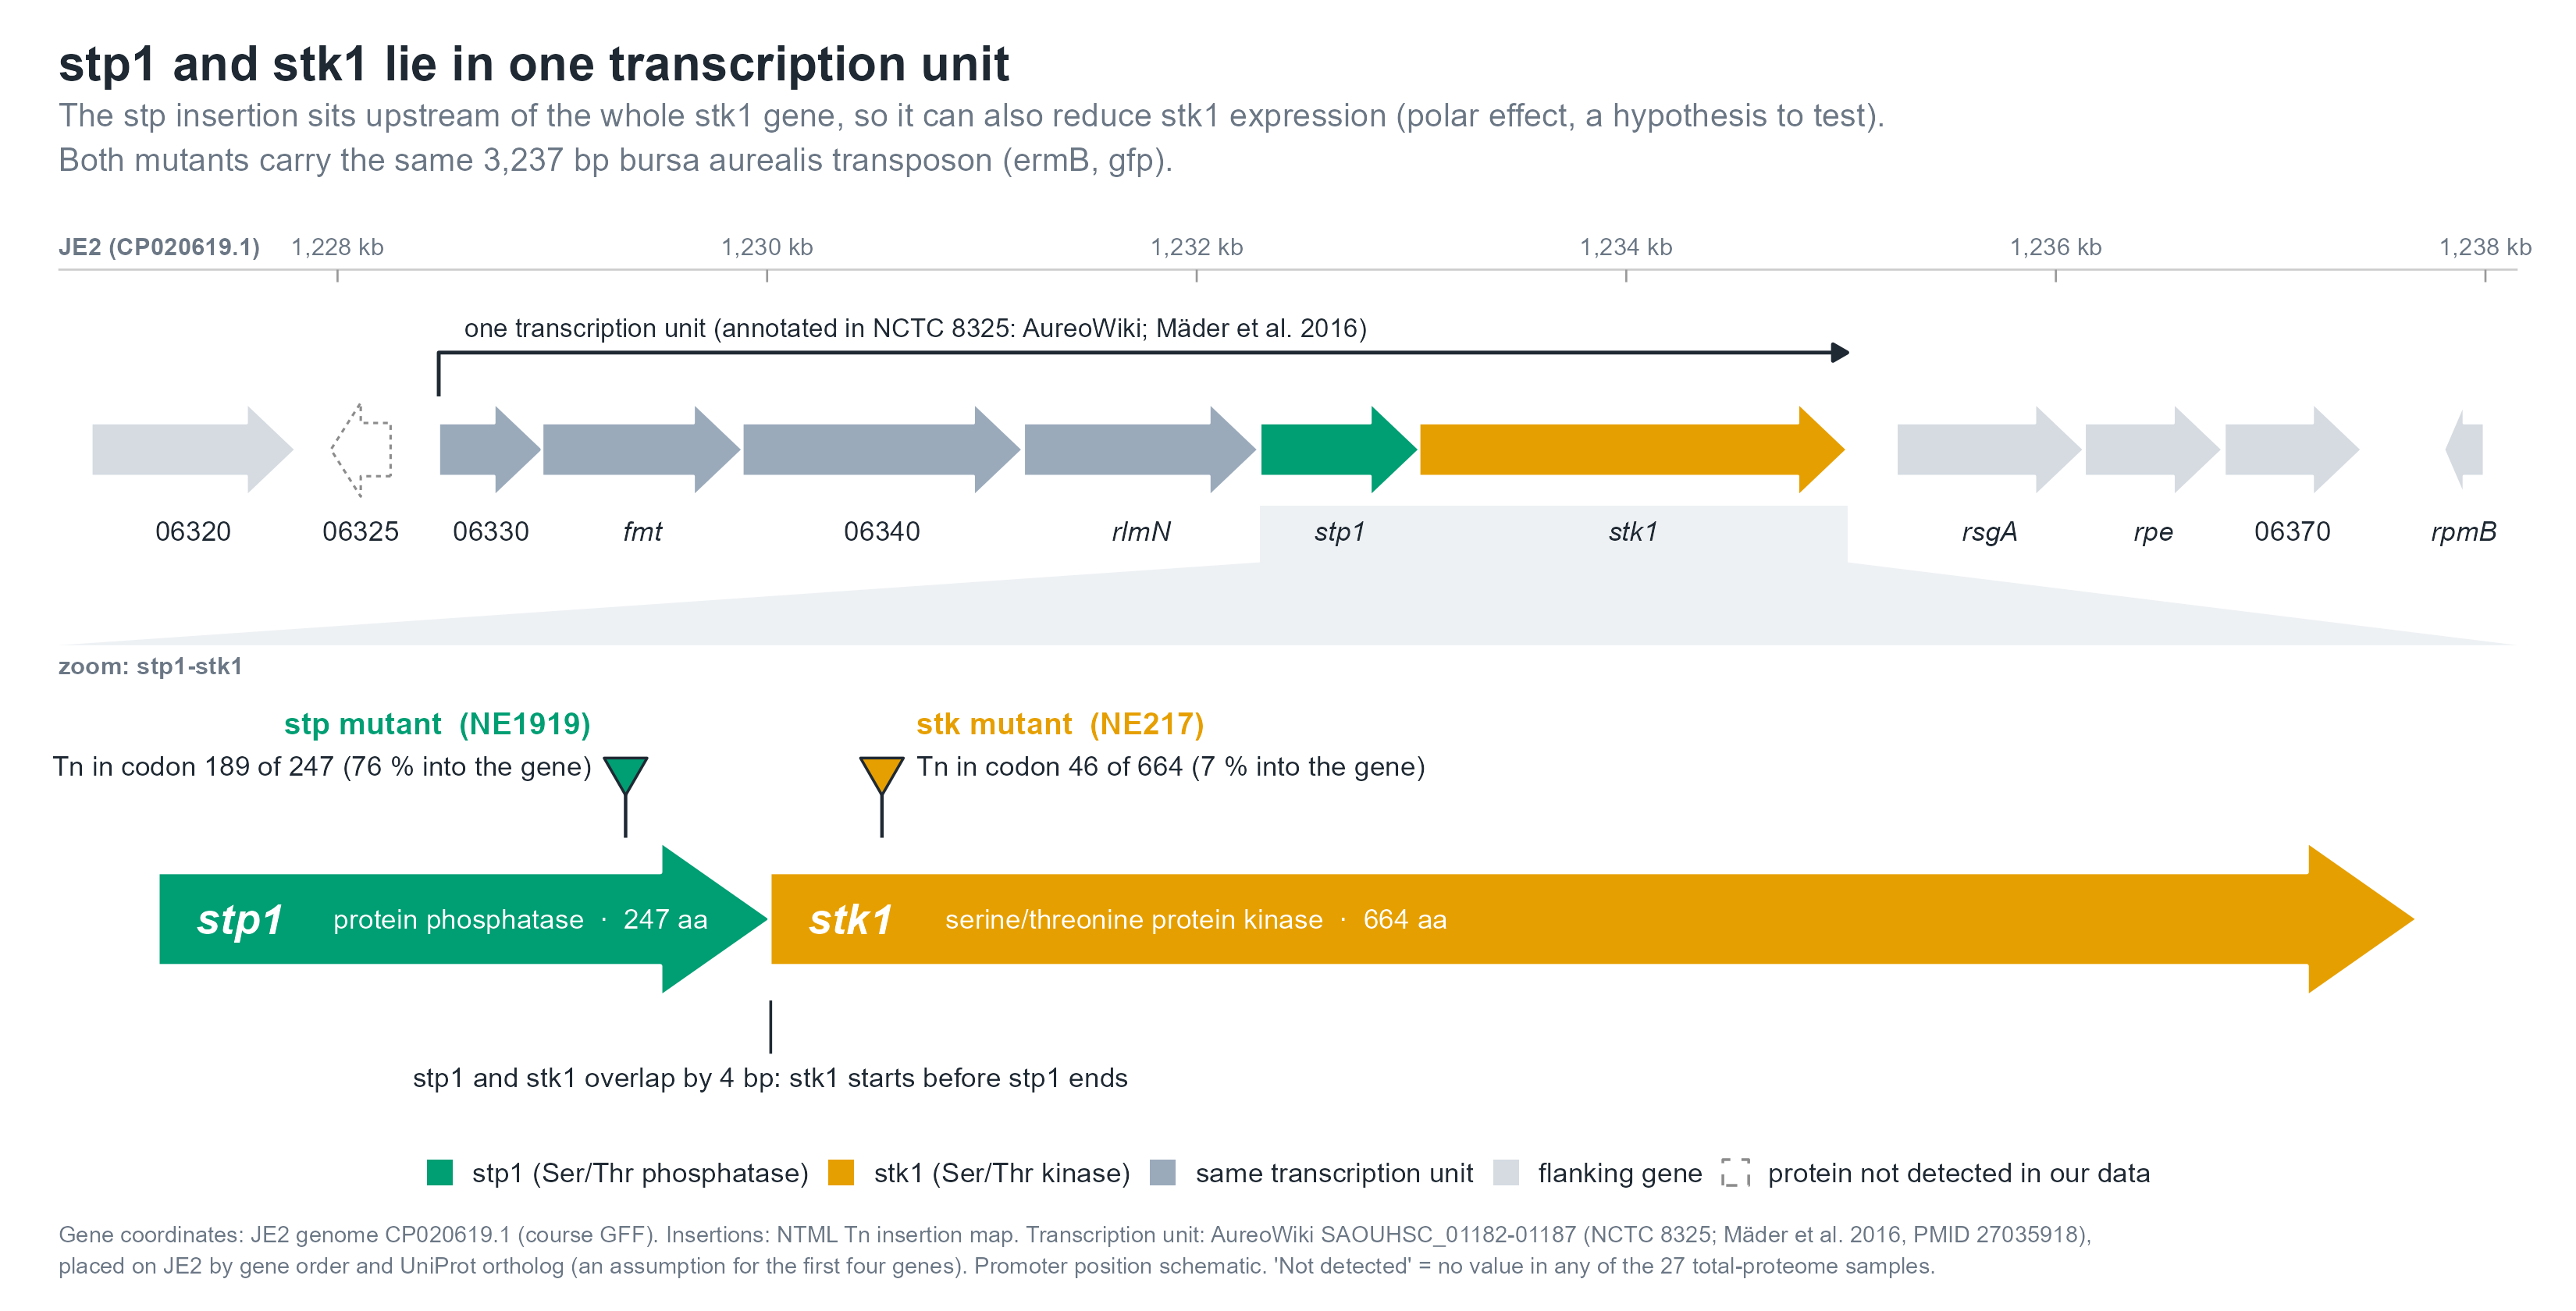 stp1 and stk1 lie in one transcription unit
The stp insertion sits upstream of the whole stk1 gene, so it can also reduce stk1 expression (polar effect, a hypothesis to test).
Both mutants carry the same 3,237 bp bursa aurealis transposon (ermB, gfp).
JE2 (CP020619.1) 1,228 kb 1,230 kb 1,232 kb 1,234 kb 1,236 kb 1,238 kb
one transcription unit (annotated in NCTC 8325: AureoWiki; Mäder et al. 2016)
06320 06325 06330 fmt 06340 rlmN stp1 stk1 rsgA rpe 06370 rpmB
zoom: stp1-stk1
stp mutant (NE1919)
Tn in codon 189 of 247 (76 % into the gene)
stk mutant (NE217)
Tn in codon 46 of 664 (7 % into the gene)
stp1 protein phosphatase · 247 aa
stk1 serine/threonine protein kinase · 664 aa
stp1 and stk1 overlap by 4 bp: stk1 starts before stp1 ends
stp1 (Ser/Thr phosphatase) stk1 (Ser/Thr kinase) same transcription unit flanking gene protein not detected in our data
Gene coordinates: JE2 genome CP020619.1 (course GFF). Insertions: NTML Tn insertion map. Transcription unit: AureoWiki SAOUHSC_01182-01187 (NCTC 8325; Mäder et al. 2016, PMID 27035918),
placed on JE2 by gene order and UniProt ortholog (an assumption for the first four genes). Promoter position schematic. 'Not detected' = no value in any of the 27 total-proteome samples.